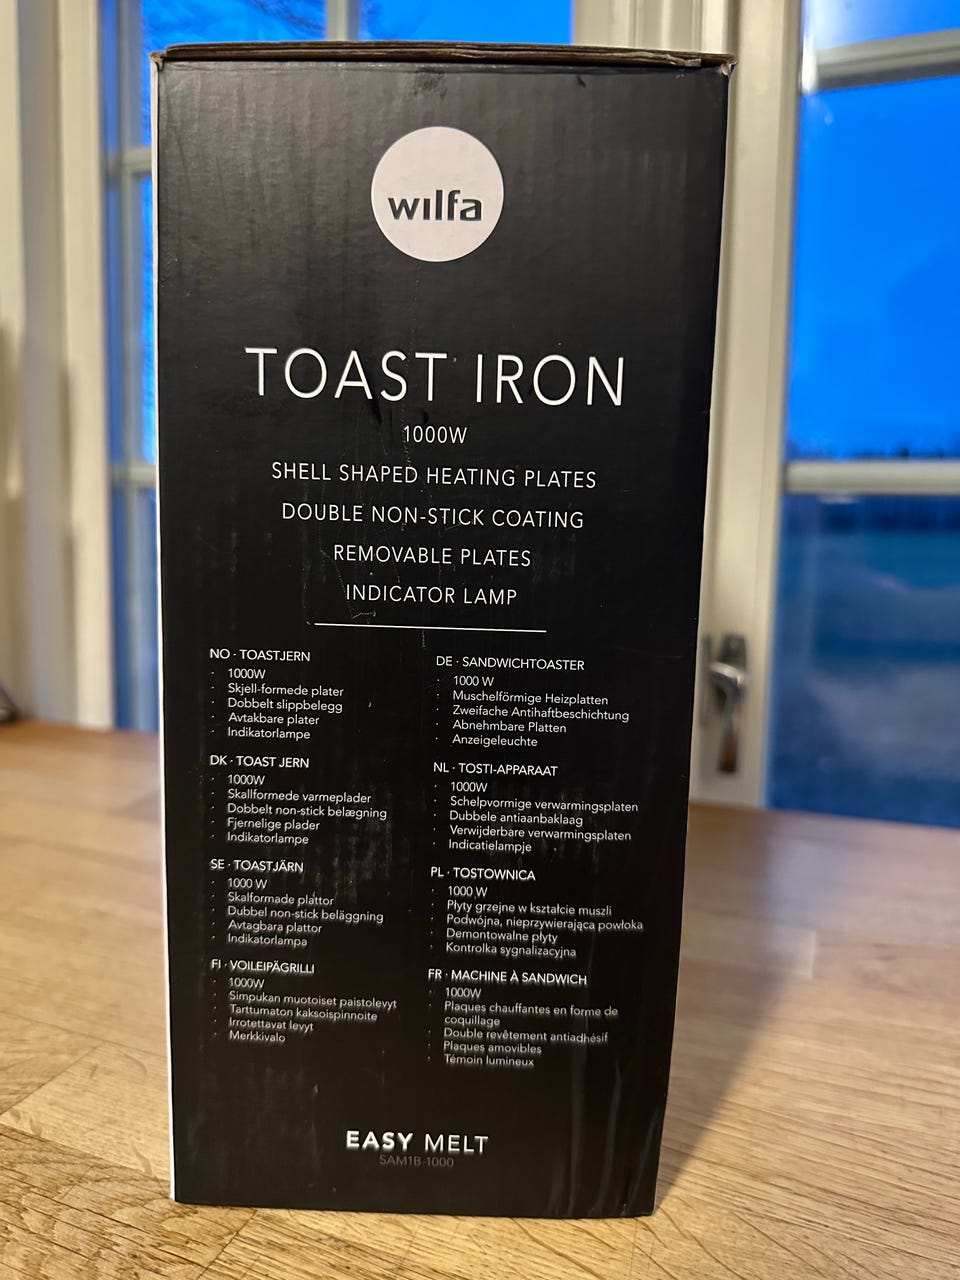 wilfa
TOAST IRON
1000W
SHELL SHAPED HEATING PLATES
DOUBLE NON-STICK COATING
REMOVABLE PLATES
INDICATOR LAMP
NO · TOASTJERN
· 1000W
· Skjell-formede plater
· Dobbelt slippbelegg
· Avtakbare plater
· Indikatorlampe
DK · TOAST JERN
· 1000W
· Skallformede varmeplader
· Dobbelt non-stick belægning
· Fjernelige plader
· Indikatorlampe
SE · TOASTJÄRN
· 1000 W
· Skalformade plattor
· Dubbel non-stick beläggning
· Avtagbara plattor
· Indikatorlampa
FI · VOILEIPÄGRILLI
· 1000W
· Simpukan muotoiset paistolevyt
· Tarttumaton kaksoispinnoite
· Irrotettavat levyt
· Merkkivalo
DE · SANDWICHTOASTER
· 1000 W
· Muschelförmige Heizplatten
· Zweifache Antihaftbeschichtung
· Abnehmbare Platten
· Anzeigeleuchte
NL · TOSTI-APPARAAT
· 1000W
· Schelpvormige verwarmingsplaten
· Dubbele antiaanbaklaag
· Verwijderbare verwarmingsplaten
· Indicatielampje
PL · TOSTOWNICA
· 1000 W
· Płyty grzejne w kształcie muszli
· Podwójna, nieprzywierająca powłoka
· Demontowalne płyty
· Kontrolka sygnalizacyjna
FR · MACHINE À SANDWICH
· 1000W
· Plaques chauffantes en forme de
coquillage
· Double revêtement antiadhésif
· Plaques amovibles
· Témoin lumineux
EASY MELT
SAM1B-1000